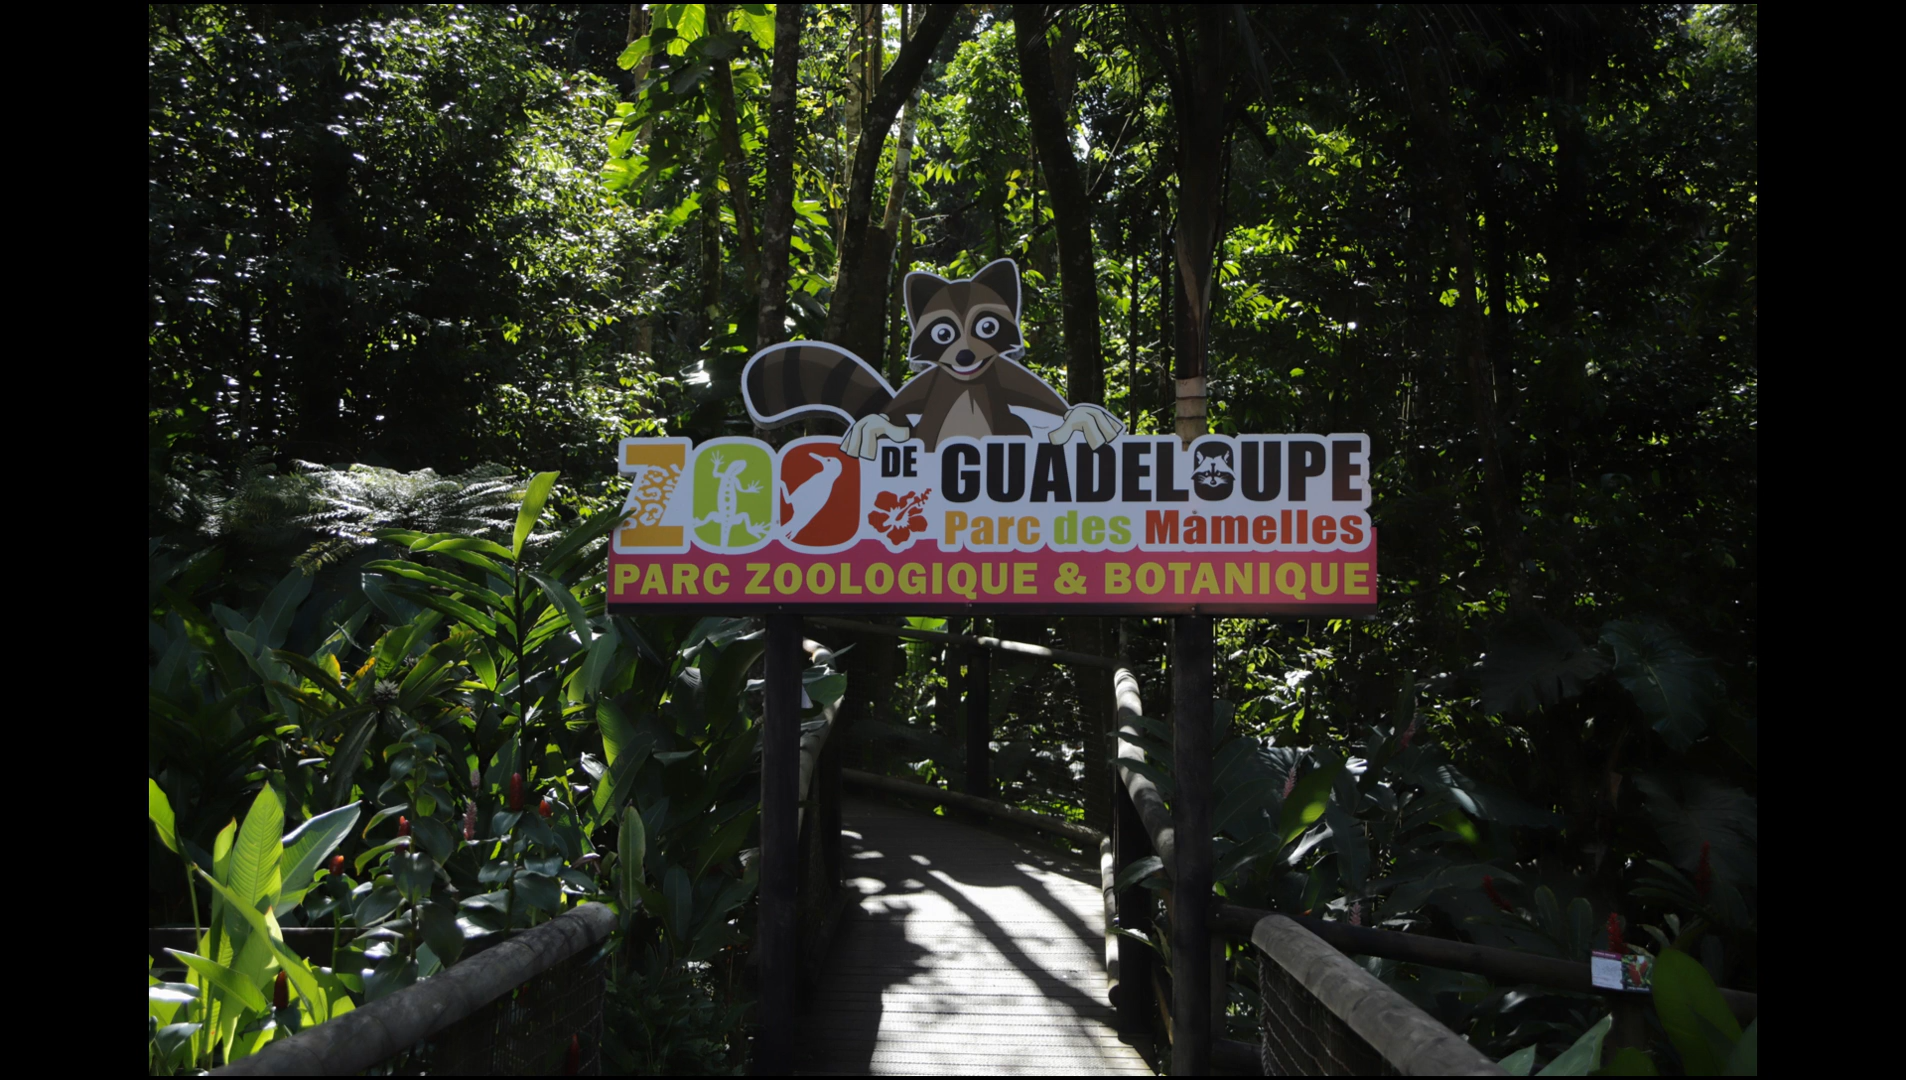 ZOO DE GUADELOUPE
Parc des Mamelles
PARC ZOOLOGIQUE & BOTANIQUE